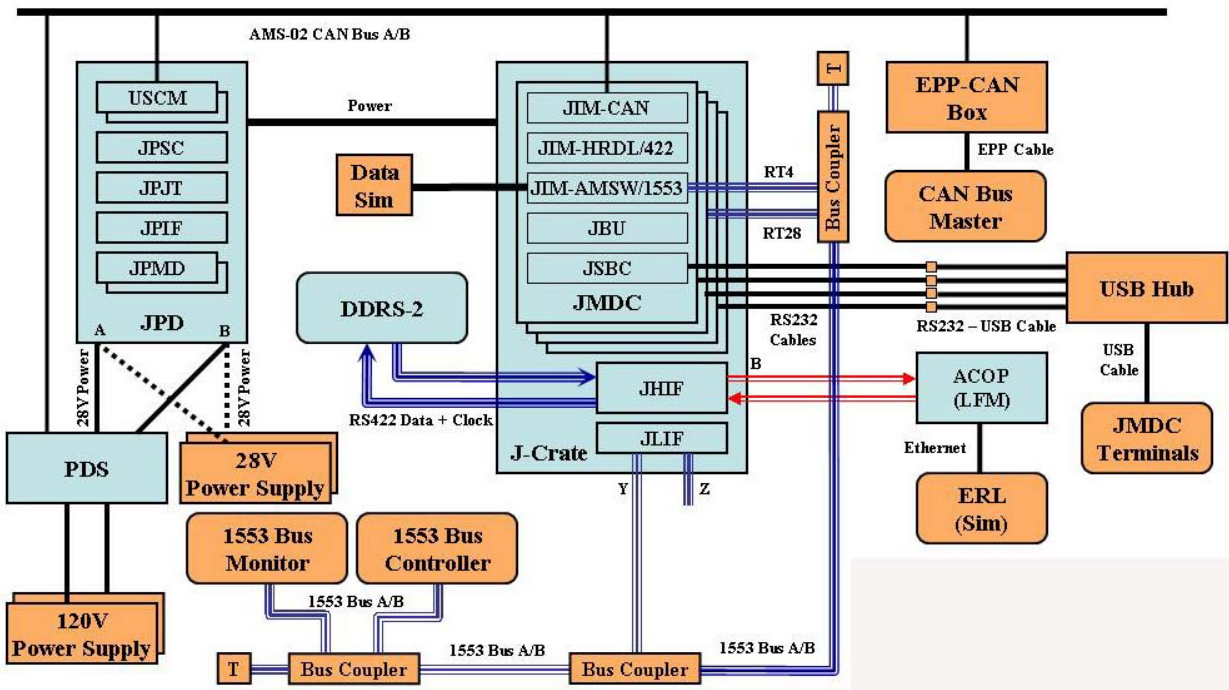 AMS-02 CAN Bus A/B
USCM
JPSC
JPJT
JPIF
JPMD
JPD
A
B
28V Power
28V Power
Power
Data
Sim
JIM-CAN
JIM-HRDL/422
JIM-AMSW/1553
JBU
JSBC
JMDC
RT4
RT28
T
Bus Coupler
EPP-CAN
Box
EPP Cable
CAN Bus
Master
DDRS-2
RS422 Data + Clock
RS232
Cables
RS232 – USB Cable
USB Hub
USB
Cable
JMDC
Terminals
JHIF
B
ACOP
(LFM)
Ethernet
ERL
(Sim)
JLIF
J-Crate
Y
Z
PDS
28V
Power Supply
120V
Power Supply
1553 Bus
Monitor
1553 Bus
Controller
1553 Bus A/B
T
Bus Coupler
1553 Bus A/B
Bus Coupler
1553 Bus A/B